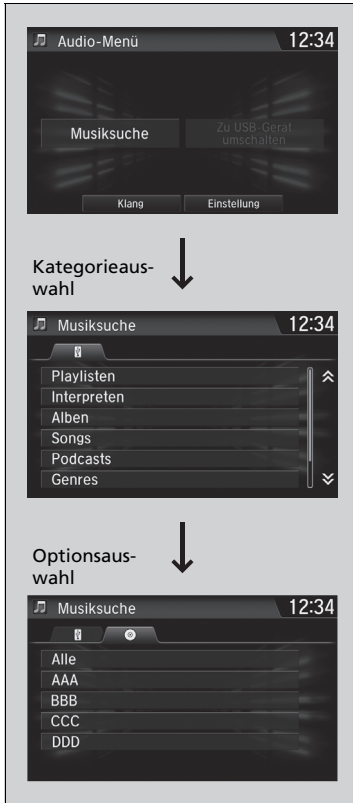 Audio-Menü
12:34
Musiksuche
Zu USB-Gerät
umschalten
Klang
Einstellung
Kategorieaus-
wahl
Musiksuche
12:34
Playlisten
Interpreten
Alben
Songs
Podcasts
Genres
Optionsaus-
wahl
Musiksuche
12:34
Alle
AAA
BBB
CCC
DDD